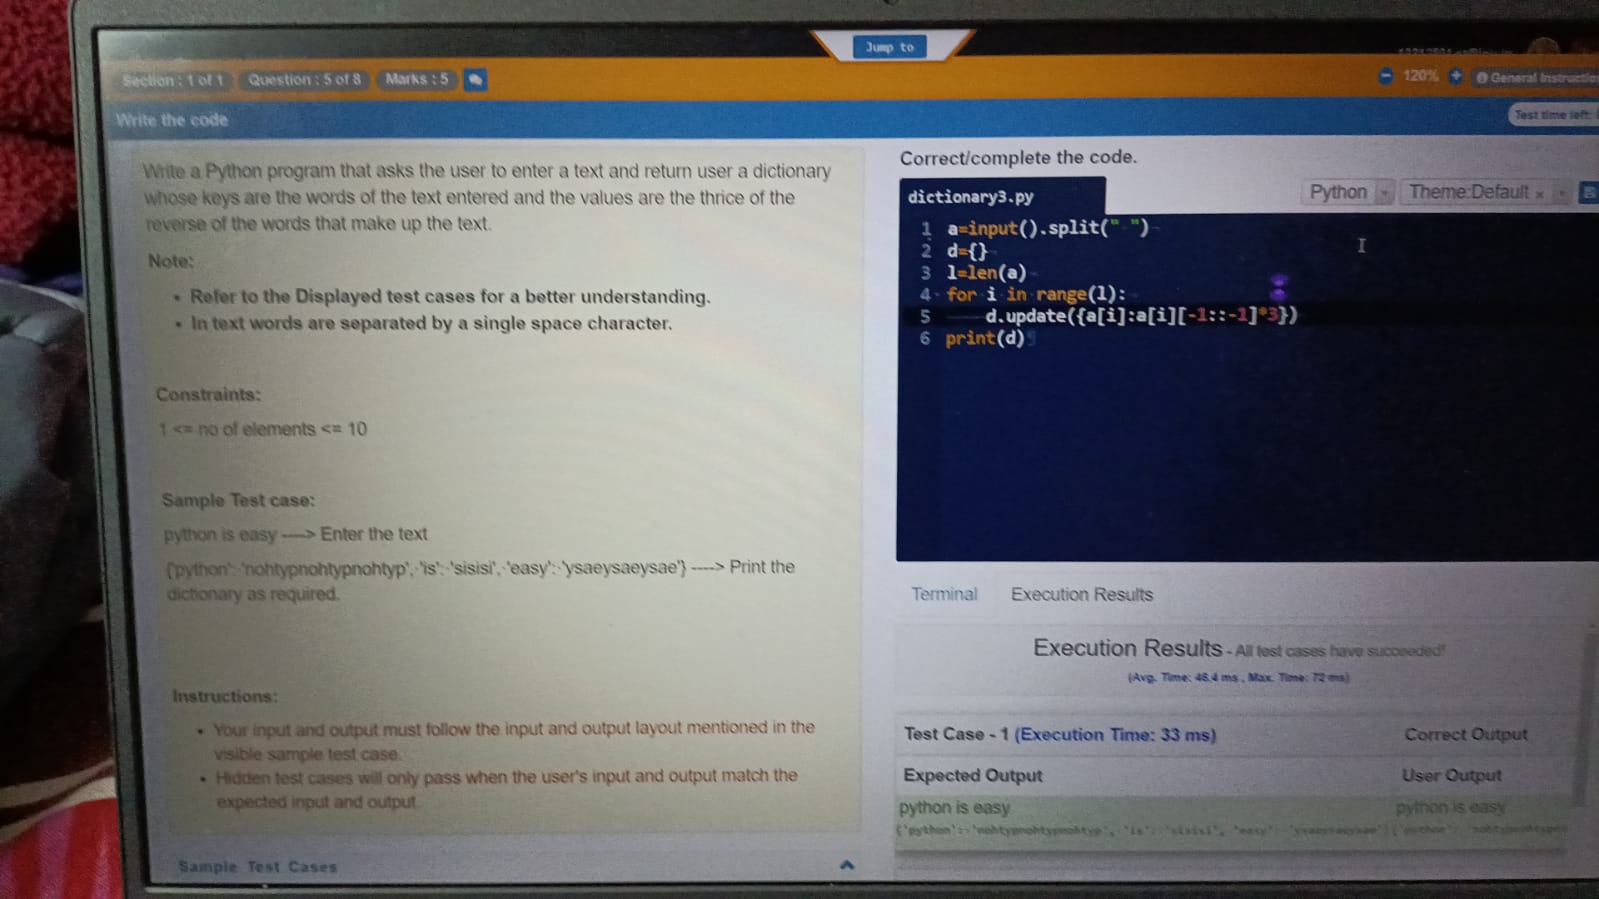 Jump to
Section : 1 of 1 Question : 5 of 8 Marks : 5
120% General Instructio
Write the code
Test time left:
Write a Python program that asks the user to enter a text and return user a dictionary
whose keys are the words of the text entered and the values are the thrice of the
reverse of the words that make up the text.
Note:
• Refer to the Displayed test cases for a better understanding.
• In text words are separated by a single space character.
Constraints:
1 <= no of elements <= 10
Sample Test case:
python is easy ----> Enter the text
{'python':·'nohtypnohtypnohtyp',·'is':·'sisisi',·'easy':·'ysaeysaeysae'} ----> Print the
dictionary as required.
Instructions:
• Your input and output must follow the input and output layout mentioned in the
visible sample test case.
• Hidden test cases will only pass when the user's input and output match the
expected input and output.
Sample Test Cases
Correct/complete the code.
dictionary3.py
Python Theme:Default
1 a=input().split(" ")
2 d={}
3 l=len(a)
4 for i in range(l):
5 d.update({a[i]:a[i][-1::-1]*3})
6 print(d)
Terminal Execution Results
Execution Results - All test cases have succeeded!
(Avg. Time: 48.4 ms , Max. Time: 72 ms)
Test Case - 1 (Execution Time: 33 ms) Correct Output
Expected Output User Output
python is easy python is easy
{'python':·'nohtypnohtypnohtyp',·'is':·'sisisi',·'easy':·'ysaeysaeysae'} {'python':